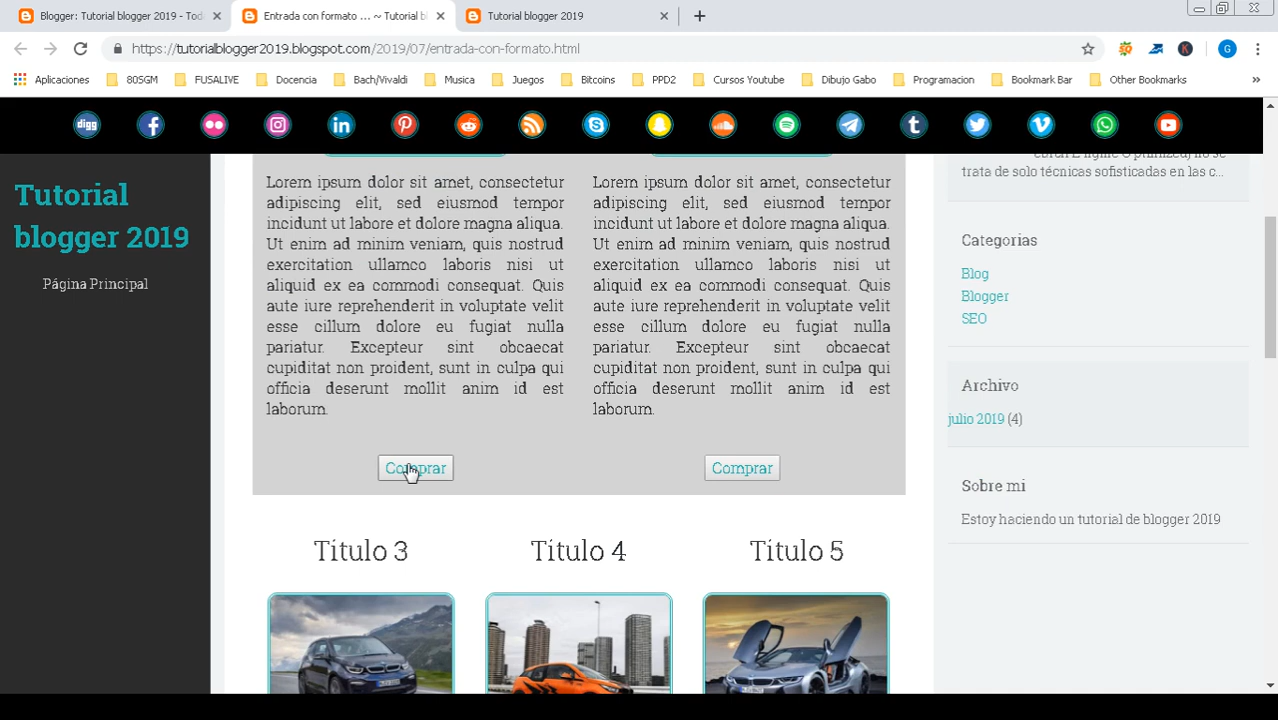 Blogger: Tutorial blogger 2019 - Tod
Entrada con formato ... ~ Tutorial bl
Tutorial blogger 2019
https://tutorialblogger2019.blogspot.com/2019/07/entrada-con-formato.html
G
Aplicaciones 80SGM FUSALIVE Docencia Bach/Vivaldi Musica Juegos Bitcoins PPD2 Cursos Youtube Dibujo Gabo Programacion Bookmark Bar Other Bookmarks
digg
Tutorial
blogger 2019
Página Principal
Lorem ipsum dolor sit amet, consectetur
adipiscing elit, sed eiusmod tempor
incidunt ut labore et dolore magna aliqua.
Ut enim ad minim veniam, quis nostrud
exercitation ullamco laboris nisi ut
aliquid ex ea commodi consequat. Quis
aute iure reprehenderit in voluptate velit
esse cillum dolore eu fugiat nulla
pariatur. Excepteur sint obcaecat
cupiditat non proident, sunt in culpa qui
officia deserunt mollit anim id est
laborum.
Comprar
Lorem ipsum dolor sit amet, consectetur
adipiscing elit, sed eiusmod tempor
incidunt ut labore et dolore magna aliqua.
Ut enim ad minim veniam, quis nostrud
exercitation ullamco laboris nisi ut
aliquid ex ea commodi consequat. Quis
aute iure reprehenderit in voluptate velit
esse cillum dolore eu fugiat nulla
pariatur. Excepteur sint obcaecat
cupiditat non proident, sunt in culpa qui
officia deserunt mollit anim id est
laborum.
Comprar
Titulo 3
Titulo 4
Titulo 5
trata de solo técnicas sofisticadas en las c...
Categorias
Blog
Blogger
SEO
Archivo
julio 2019 (4)
Sobre mi
Estoy haciendo un tutorial de blogger 2019